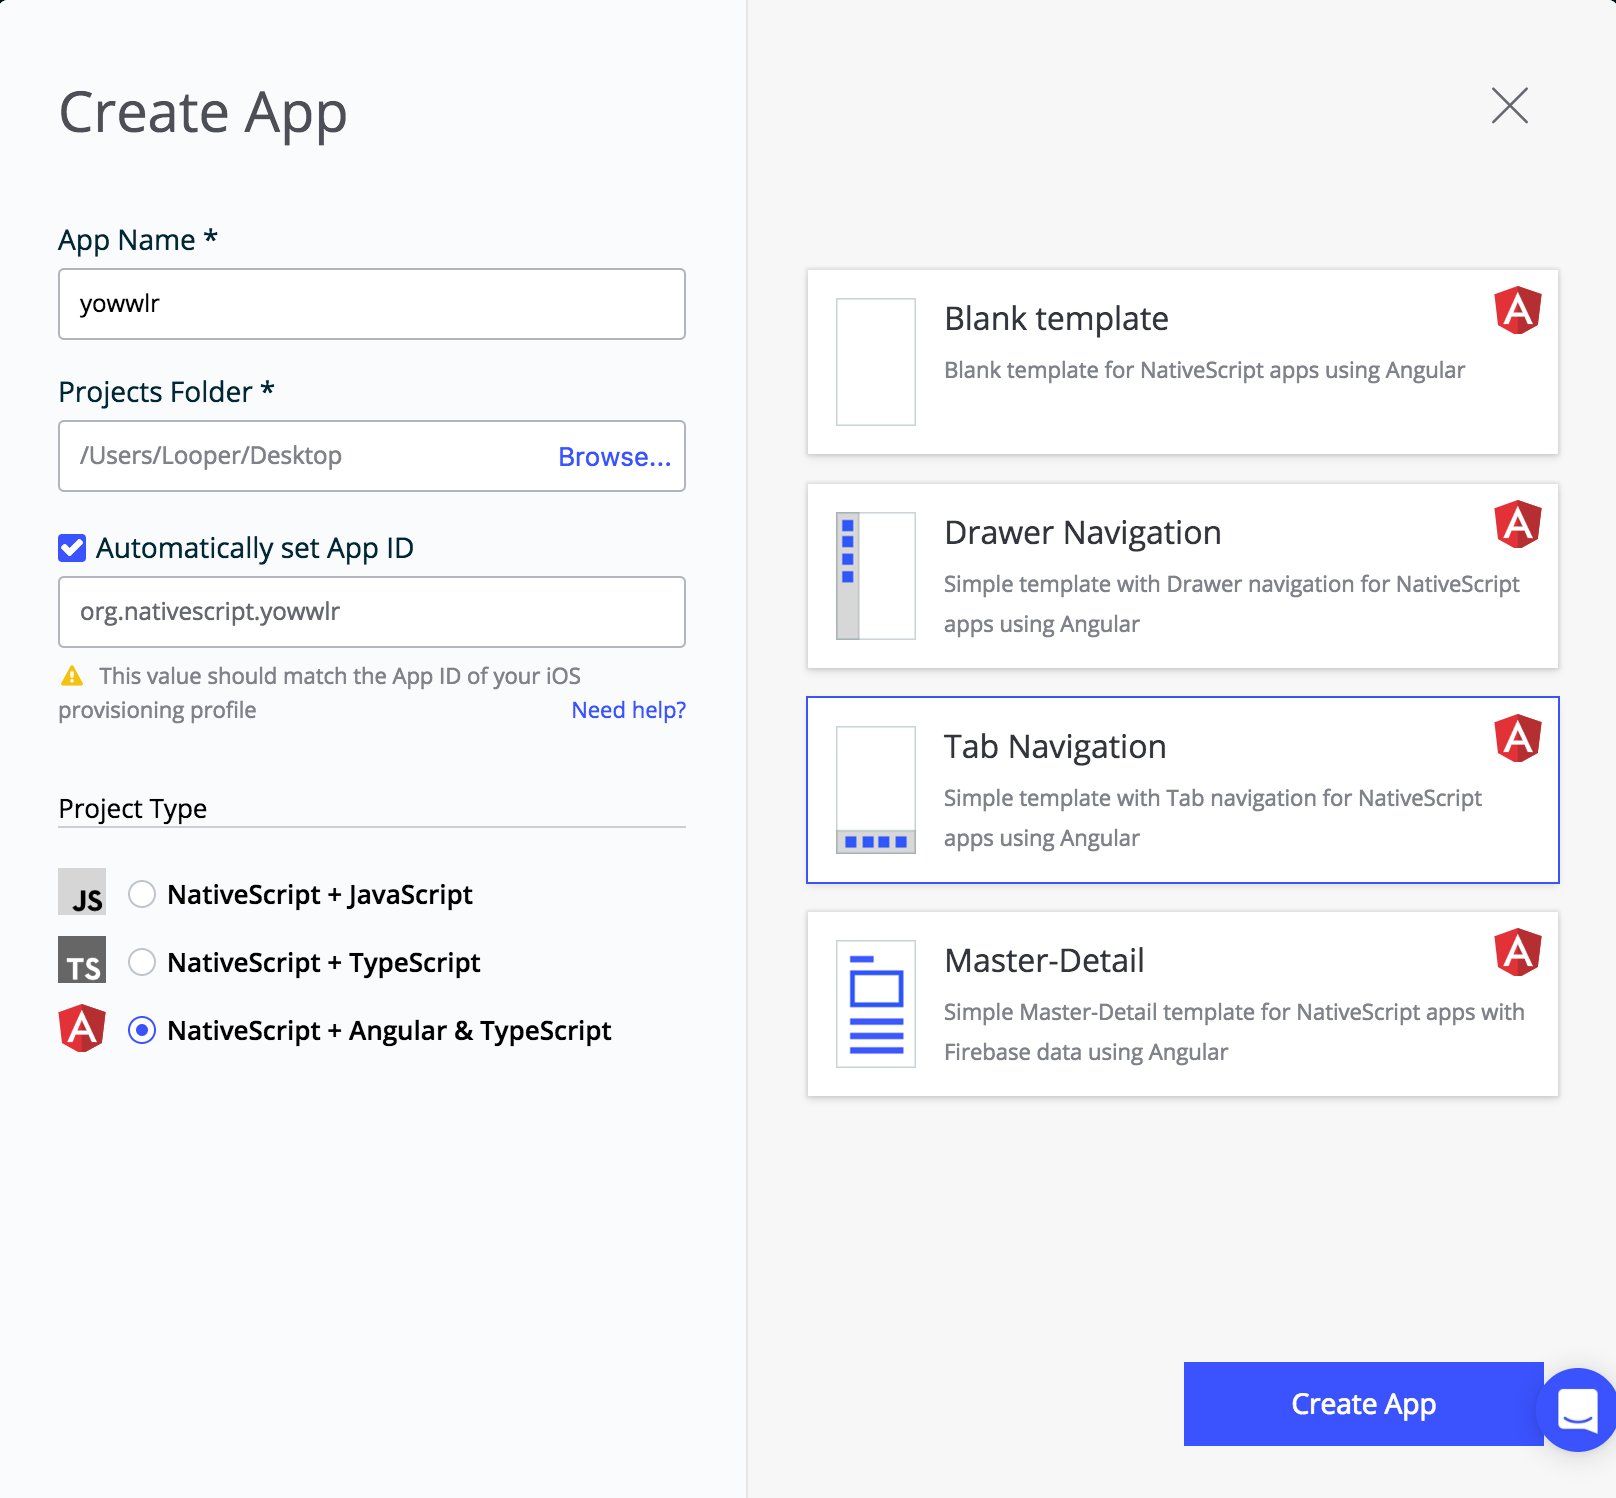 Create App
App Name *
yowwlr
Projects Folder *
/Users/Looper/Desktop
Browse...
Automatically set App ID
org.nativescript.yowwlr
This value should match the App ID of your iOS
provisioning profile
Need help?
Project Type
JS
NativeScript + JavaScript
TS
NativeScript + TypeScript
A
NativeScript + Angular & TypeScript
Blank template
A
Blank template for NativeScript apps using Angular
Drawer Navigation
A
Simple template with Drawer navigation for NativeScript
apps using Angular
Tab Navigation
A
Simple template with Tab navigation for NativeScript
apps using Angular
Master-Detail
A
Simple Master-Detail template for NativeScript apps with
Firebase data using Angular
Create App